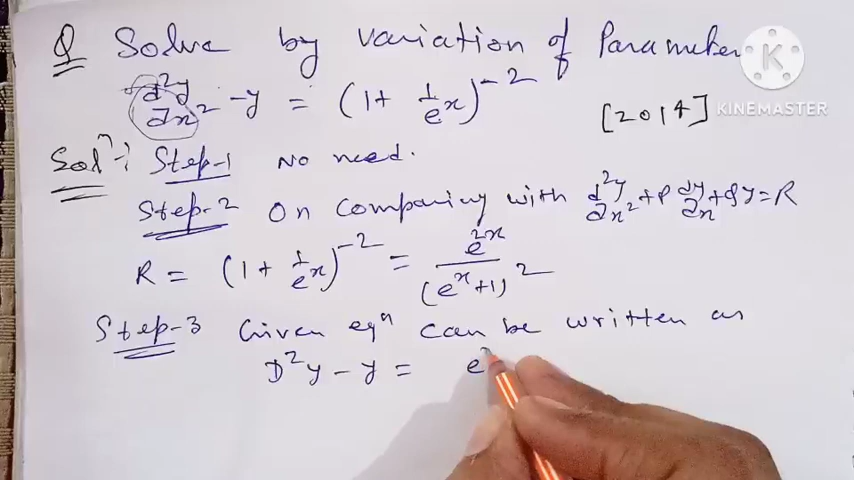 Q Solve by variation of Parameter
d²y/dx² - y = (1 + 1/eˣ)⁻²
[2014]
KINEMASTER
Solⁿ:- Step-1 No need.
Step-2 On comparing with d²y/dx² + P dy/dx + Qy = R
R = (1 + 1/eˣ)⁻² = e²ˣ/(eˣ+1)²
Step-3 Given eqⁿ can be written as
D²y - y = e